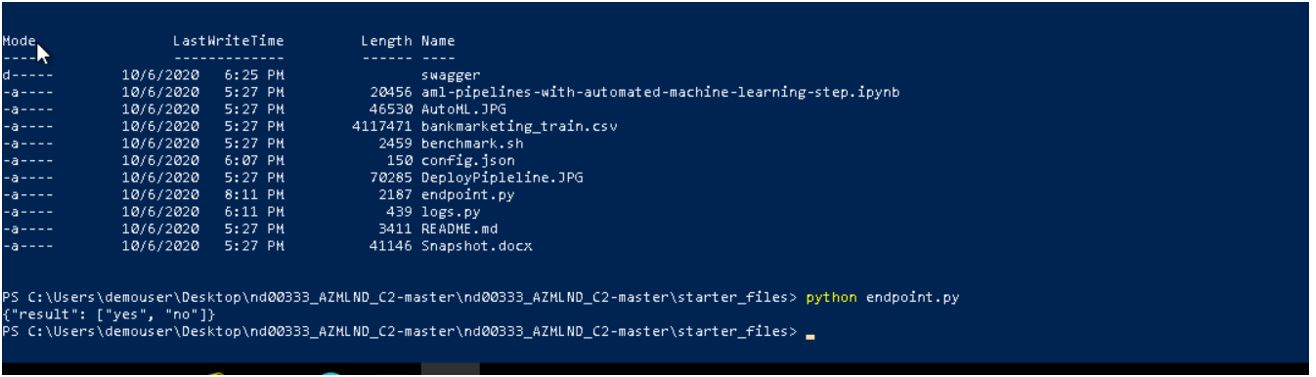 Mode LastWriteTime Length Name
---- ------------- ------ ----
d----- 10/6/2020 6:25 PM swagger
-a---- 10/6/2020 5:27 PM 20456 aml-pipelines-with-automated-machine-learning-step.ipynb
-a---- 10/6/2020 5:27 PM 46530 AutoML.JPG
-a---- 10/6/2020 5:27 PM 4117471 bankmarketing_train.csv
-a---- 10/6/2020 5:27 PM 2459 benchmark.sh
-a---- 10/6/2020 6:07 PM 150 config.json
-a---- 10/6/2020 5:27 PM 70285 DeployPipleline.JPG
-a---- 10/6/2020 8:11 PM 2187 endpoint.py
-a---- 10/6/2020 6:11 PM 439 logs.py
-a---- 10/6/2020 5:27 PM 3411 README.md
-a---- 10/6/2020 5:27 PM 41146 Snapshot.docx
PS C:\Users\demouser\Desktop\nd00333_AZMLND_C2-master\nd00333_AZMLND_C2-master\starter_files> python endpoint.py
{"result": ["yes", "no"]}
PS C:\Users\demouser\Desktop\nd00333_AZMLND_C2-master\nd00333_AZMLND_C2-master\starter_files>